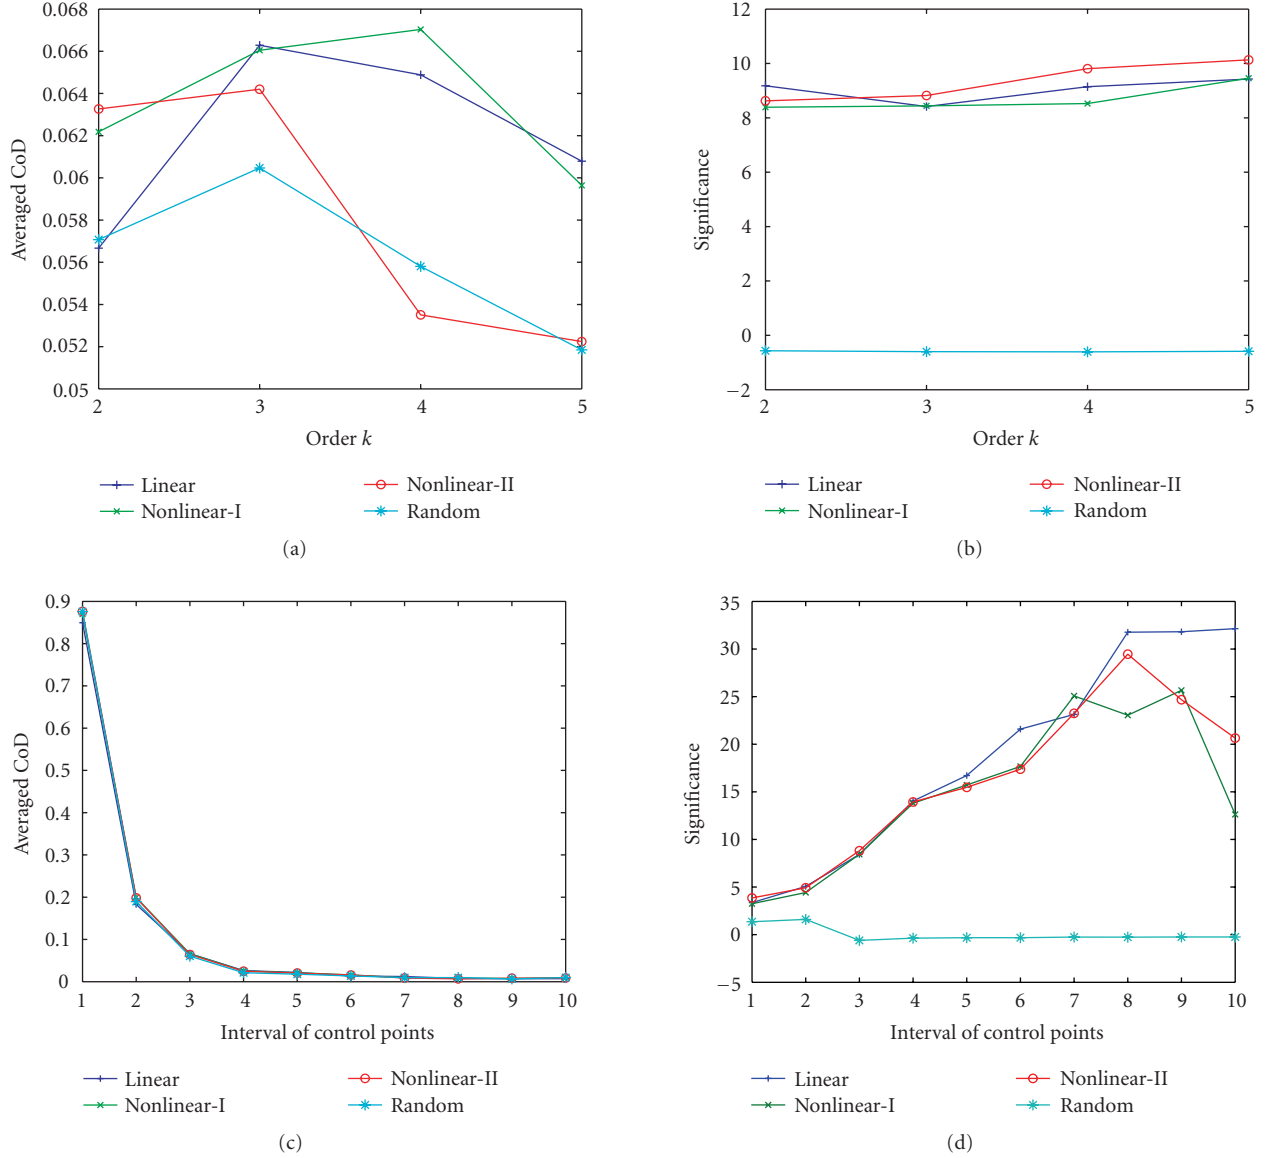 0.068
0.066
0.064
0.062
0.06
0.058
0.056
0.054
0.052
0.05
Averaged CoD
2 3 4 5
Order k
Linear
Nonlinear-I
Nonlinear-II
Random
(a)
12
10
8
6
4
2
0
−2
Significance
2 3 4 5
Order k
Linear
Nonlinear-I
Nonlinear-II
Random
(b)
0.9
0.8
0.7
0.6
0.5
0.4
0.3
0.2
0.1
0
Averaged CoD
1 2 3 4 5 6 7 8 9 10
Interval of control points
Linear
Nonlinear-I
Nonlinear-II
Random
(c)
35
30
25
20
15
10
5
0
−5
Significance
1 2 3 4 5 6 7 8 9 10
Interval of control points
Linear
Nonlinear-I
Nonlinear-II
Random
(d)